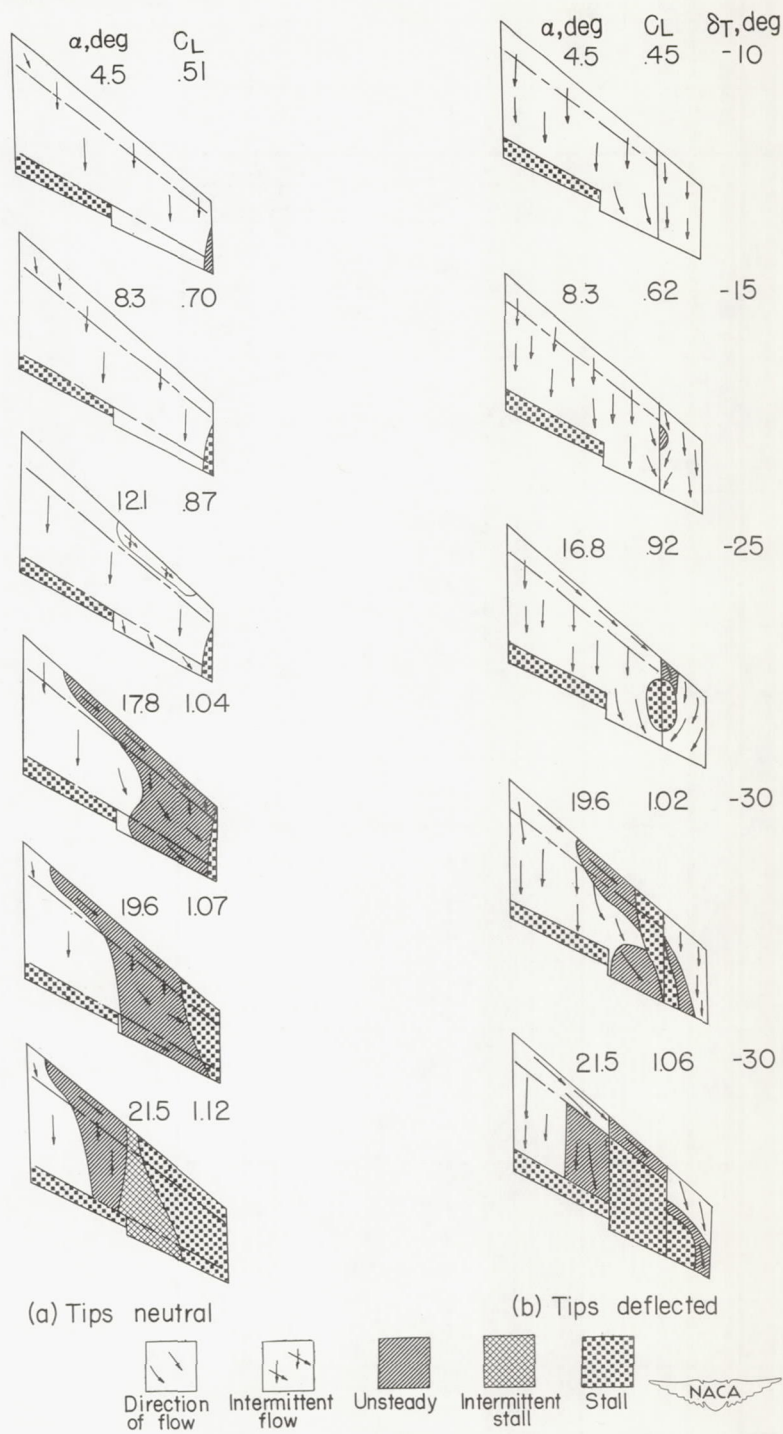 α,deg CL
4.5 .51
8.3 .70
12.1 .87
17.8 1.04
19.6 1.07
21.5 1.12
(a) Tips neutral
α,deg CL δT,deg
4.5 .45 -10
8.3 .62 -15
16.8 .92 -25
19.6 1.02 -30
21.5 1.06 -30
(b) Tips deflected
Direction
of flow
Intermittent
flow
Unsteady
Intermittent
stall
Stall
NACA